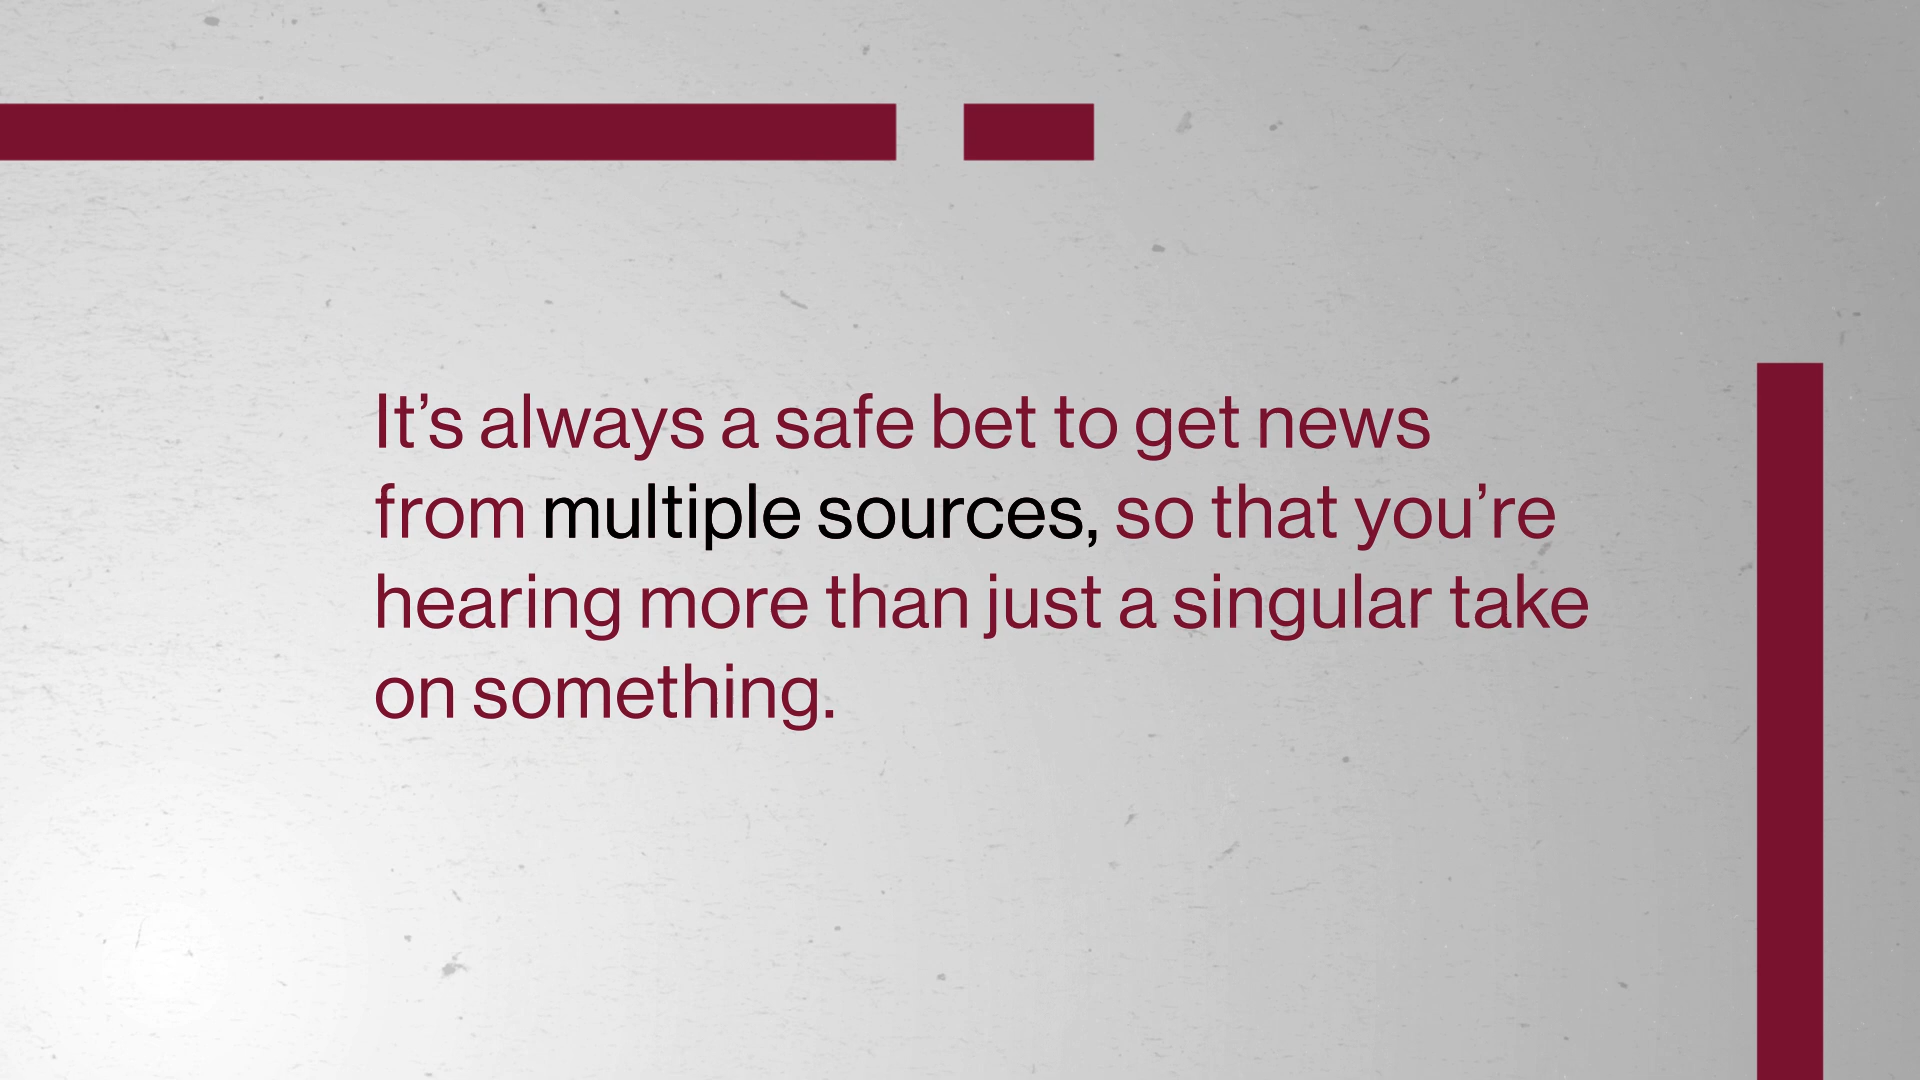 It’s always a safe bet to get news
from multiple sources, so that you’re
hearing more than just a singular take
on something.